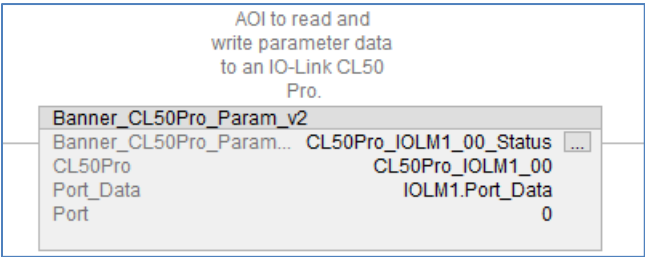 AOI to read and
write parameter data
to an IO-Link CL50
Pro.
Banner_CL50Pro_Param_v2
Banner_CL50Pro_Param... CL50Pro_IOLM1_00_Status ...
CL50Pro CL50Pro_IOLM1_00
Port_Data IOLM1.Port_Data
Port 0